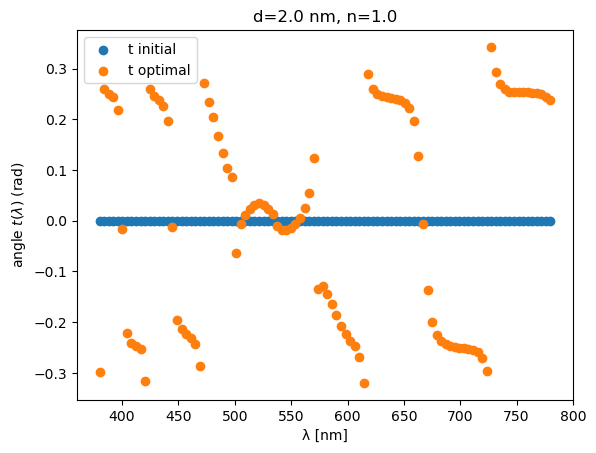 d=2.0 nm, n=1.0
t initial
t optimal
angle t(λ) (rad)
0.3
0.2
0.1
0.0
−0.1
−0.2
−0.3
400 450 500 550 600 650 700 750 800
λ [nm]